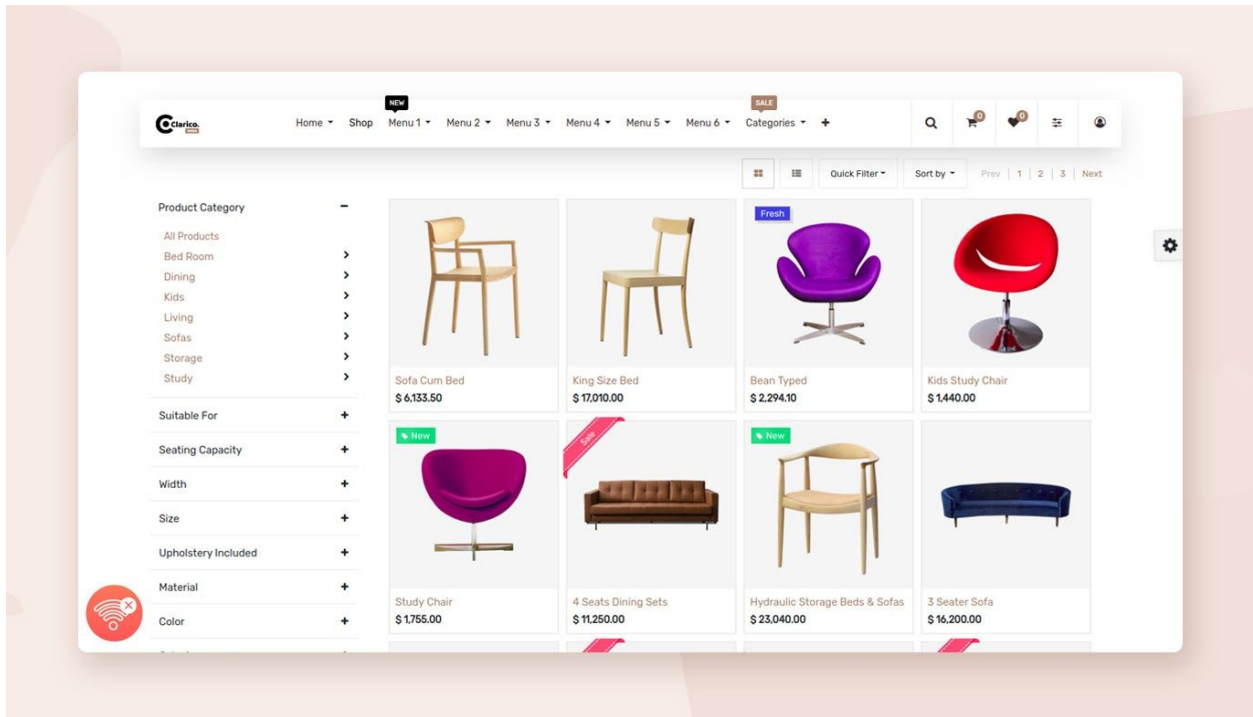 NEW
SALE
Clarico.
Home Shop Menu 1 Menu 2 Menu 3 Menu 4 Menu 5 Menu 6 Categories +
0 0
Quick Filter Sort by Prev | 1 | 2 | 3 | Next
Product Category
All Products
Bed Room
Dining
Kids
Living
Sofas
Storage
Study
Suitable For
Seating Capacity
Width
Size
Upholstery Included
Material
Color
Fresh
Sofa Cum Bed
$ 6,133.50
King Size Bed
$ 17,010.00
Bean Typed
$ 2,294.10
Kids Study Chair
$ 1,440.00
New
Sale
New
Study Chair
$ 1,755.00
4 Seats Dining Sets
$ 11,250.00
Hydraulic Storage Beds & Sofas
$ 23,040.00
3 Seater Sofa
$ 16,200.00